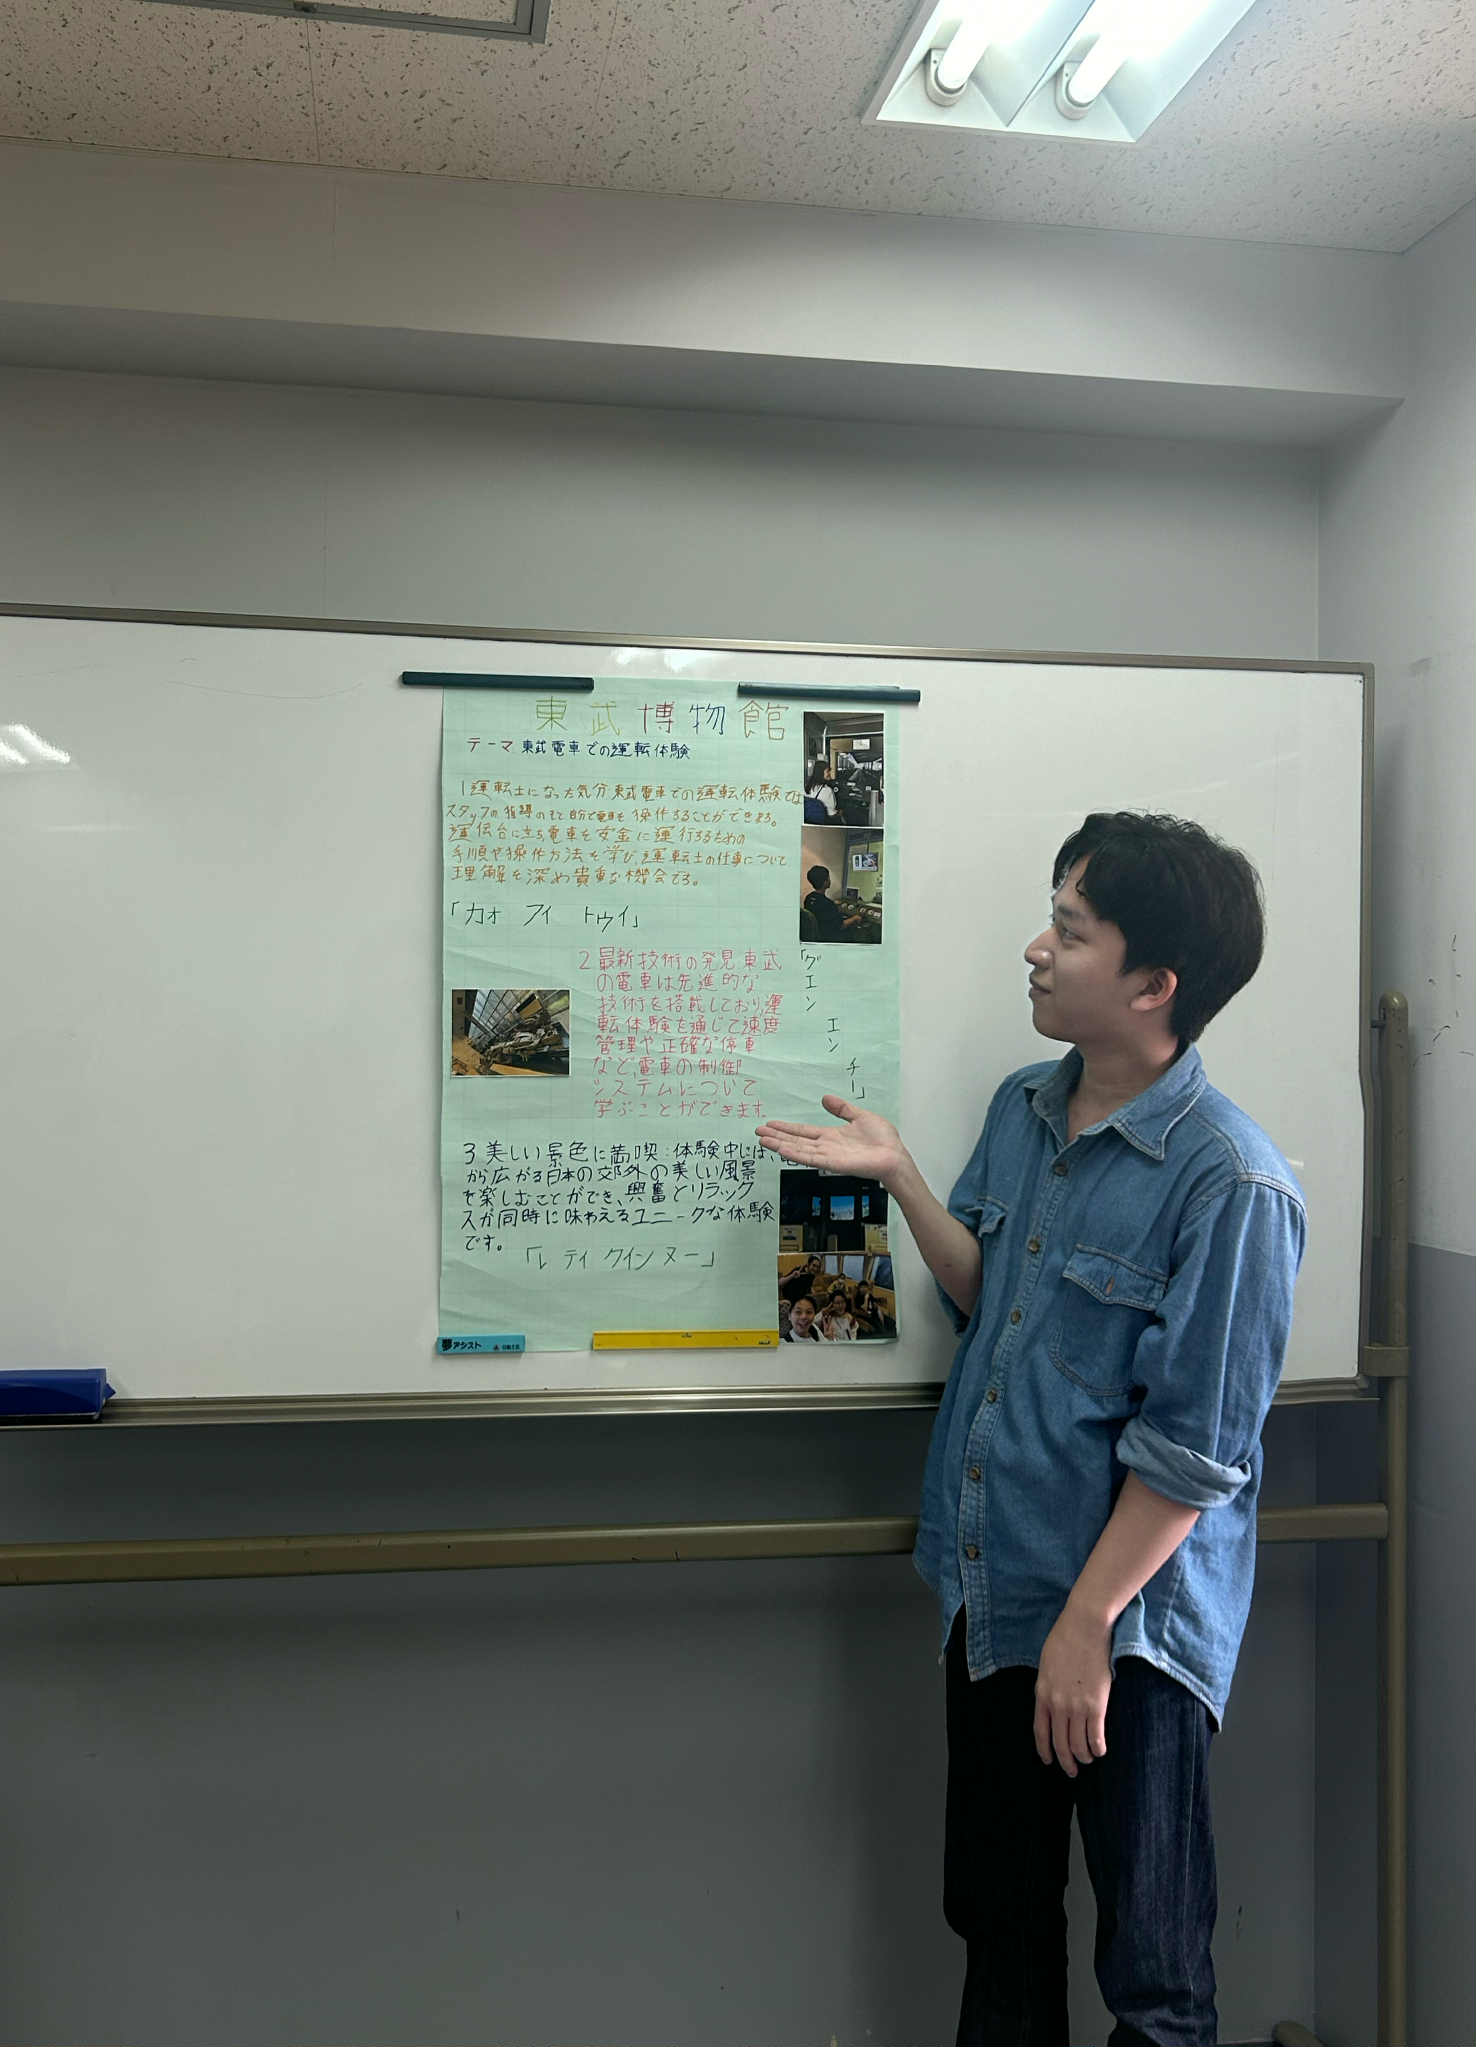 東武博物館
テーマ 東武電車での運転体験
1 運転士になった気分 東武電車での運転体験では
スタッフの 指導のもと 自分で電車を 操作することができる。
運伝台に立ち電車を安全に運行するための
手順や操作方法を学び、運転士の仕事について
理解を深め貴重な機会でる。
「カオ フイ トゥイ」
2 最新技術の発見 東武
の電車は先進的な
技術を搭載しており、運
転体験を通じて速度
管理や正確な停車
など、電車の制御
システムについて
学ぶことができます。
「グエン
エン
チー」
3 美しい景色に満喫:体験中には、
から広がる日本の郊外の美しい風景
を楽しむことができ、興奮とリラック
スが同時に味わえるユニークな体験
です。
「レ ティ クイン ヌー」
夢アシスト